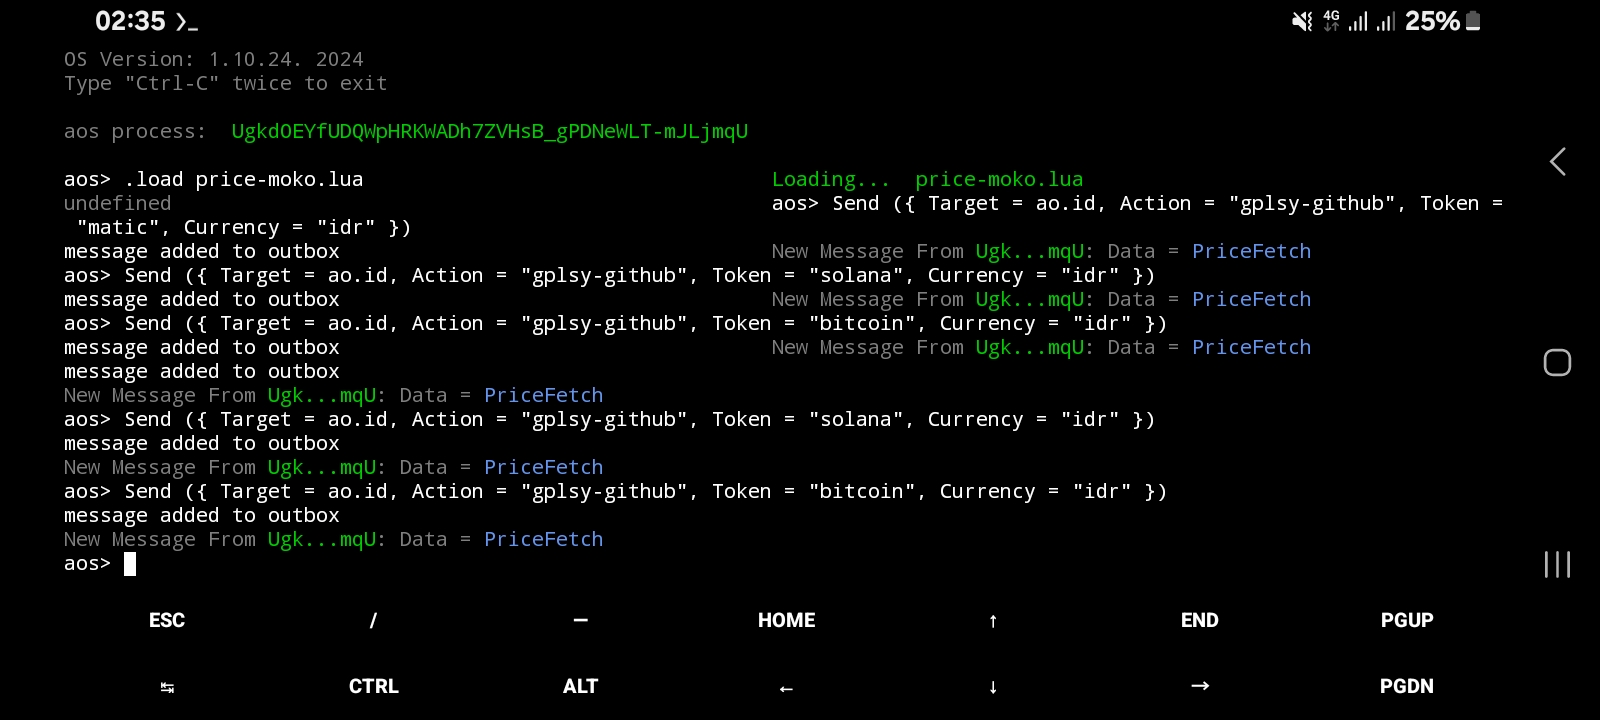 02:35 ❯_ 4G 25%
OS Version: 1.10.24. 2024
Type "Ctrl-C" twice to exit
aos process:  UgkdOEYfUDQWpHRKWADh7ZVHsB_gPDNeWLT-mJLjmqU
aos> .load price-moko.lua Loading...  price-moko.lua
undefined aos> Send ({ Target = ao.id, Action = "gplsy-github", Token =
"matic", Currency = "idr" })
message added to outbox New Message From Ugk...mqU: Data = PriceFetch
aos> Send ({ Target = ao.id, Action = "gplsy-github", Token = "solana", Currency = "idr" })
message added to outbox New Message From Ugk...mqU: Data = PriceFetch
aos> Send ({ Target = ao.id, Action = "gplsy-github", Token = "bitcoin", Currency = "idr" })
message added to outbox New Message From Ugk...mqU: Data = PriceFetch
message added to outbox
New Message From Ugk...mqU: Data = PriceFetch
aos> Send ({ Target = ao.id, Action = "gplsy-github", Token = "solana", Currency = "idr" })
message added to outbox
New Message From Ugk...mqU: Data = PriceFetch
aos> Send ({ Target = ao.id, Action = "gplsy-github", Token = "bitcoin", Currency = "idr" })
message added to outbox
New Message From Ugk...mqU: Data = PriceFetch
aos>
ESC / — HOME ↑ END PGUP
↹ CTRL ALT ← ↓ → PGDN